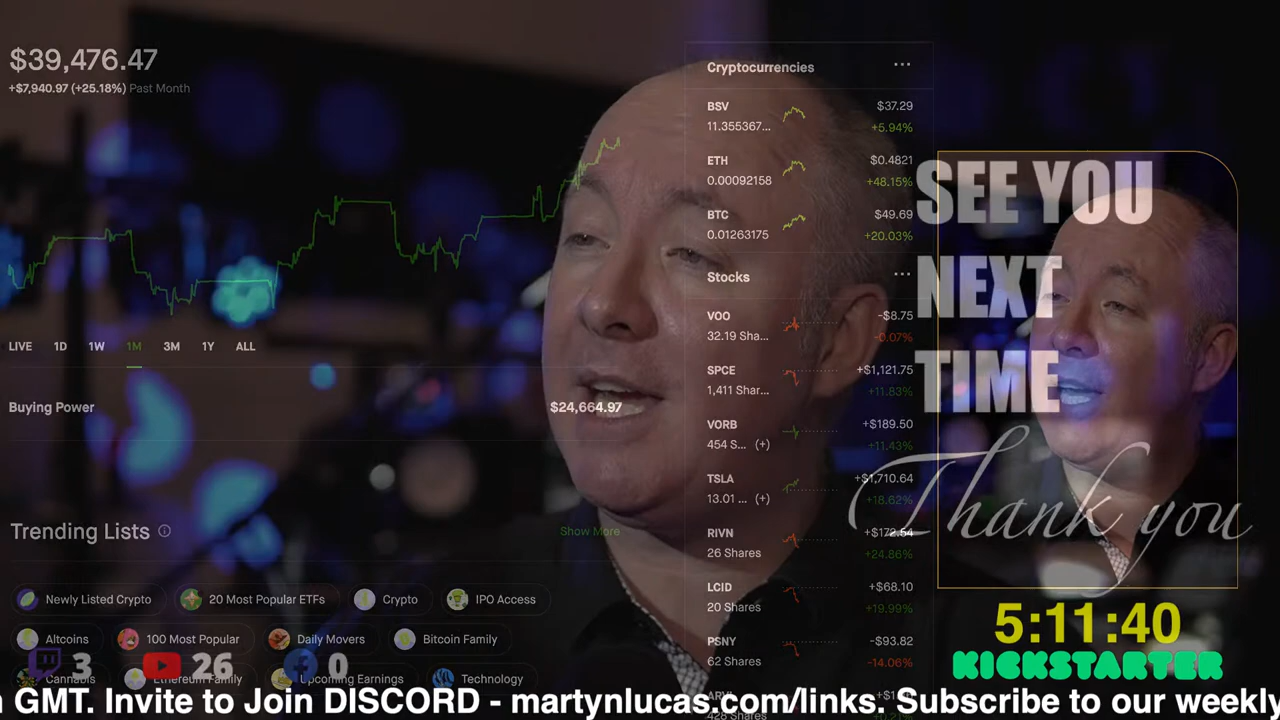 $39,476.47
+$7,940.97 (+25.18%) Past Month
LIVE 1D 1W 1M 3M 1Y ALL
Buying Power $24,664.97
Trending Lists
Show More
Newly Listed Crypto
20 Most Popular ETFs
Crypto
IPO Access
Altcoins
100 Most Popular
Daily Movers
Bitcoin Family
Cannabis
Ethereum Family
Upcoming Earnings
Technology
3 26 0
Cryptocurrencies
BSV $37.29
11.355367... +5.94%
ETH $0.4821
0.00092158 +48.15%
BTC $49.69
0.01263175 +20.03%
Stocks
VOO -$8.75
32.19 Sha... -0.07%
SPCE +$1,121.75
1,411 Shar... +11.83%
VORB +$189.50
454 S... (+) +11.43%
TSLA +$1,710.64
13.01 ... (+) +18.62%
RIVN +$172.54
26 Shares +24.86%
LCID +$68.10
20 Shares +19.99%
PSNY -$93.82
62 Shares -14.06%
SEE YOU
NEXT
TIME
Thank you
5:11:40
KICKSTARTER
GMT. Invite to Join DISCORD - martynlucas.com/links. Subscribe to our weekly